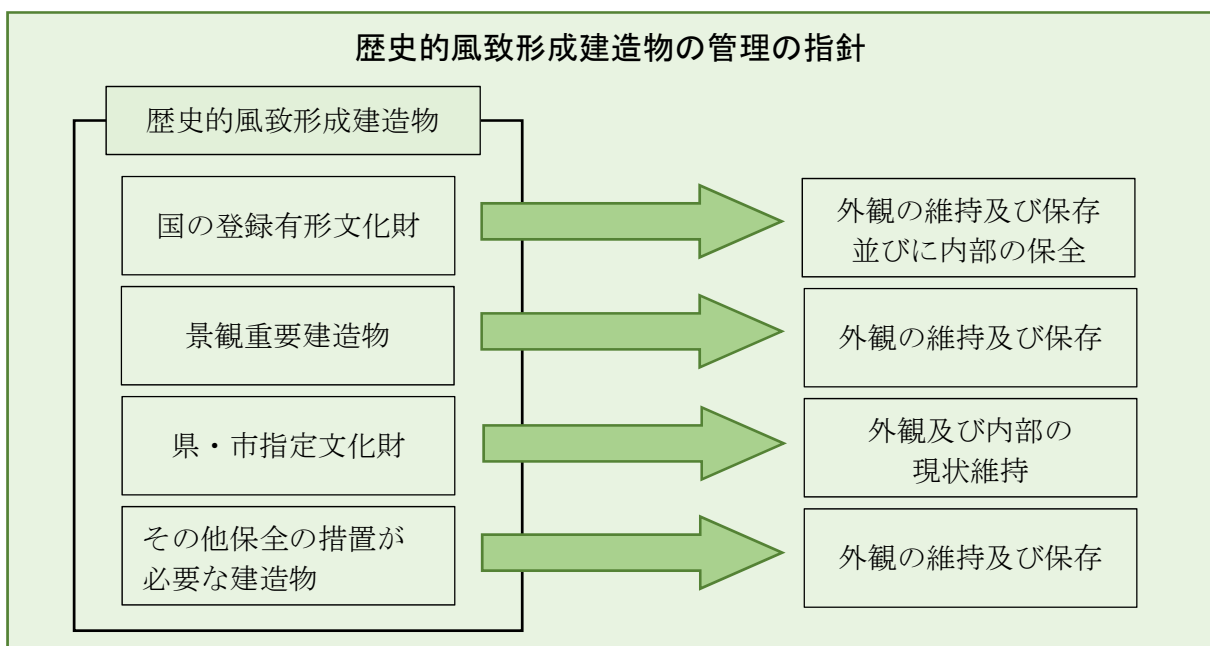 歴史的風致形成建造物の管理の指針
歴史的風致形成建造物
国の登録有形文化財
外観の維持及び保存
並びに内部の保全
景観重要建造物
外観の維持及び保存
県・市指定文化財
外観及び内部の
現状維持
その他保全の措置が
必要な建造物
外観の維持及び保存